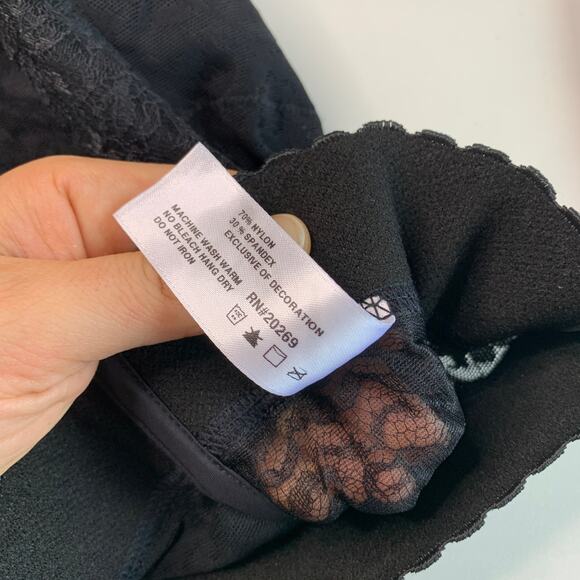 70% NYLON
30% SPANDEX
EXCLUSIVE OF DECORATION
RN#20269
MACHINE WASH WARM
NO BLEACH HANG DRY
DO NOT IRON